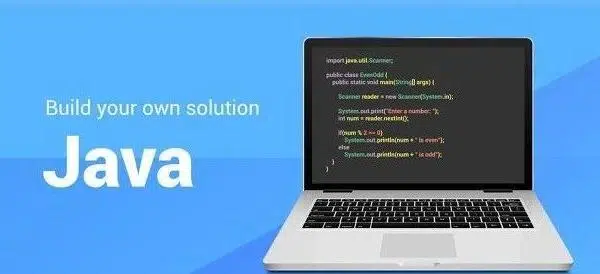 Build your own solution
Java
import java.util.Scanner;
public class EvenOdd {
public static void main(String[] args) {
Scanner reader = new Scanner(System.in);
System.out.print("Enter a number: ");
int num = reader.nextInt();
if(num % 2 == 0)
System.out.println(num + " is even");
else
System.out.println(num + " is odd");
}
}